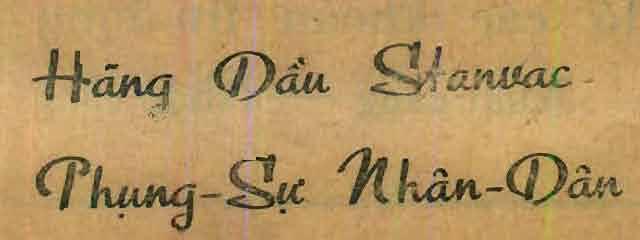 Hãng Dầu Stanvac
Phụng-Sự Nhân-Dân